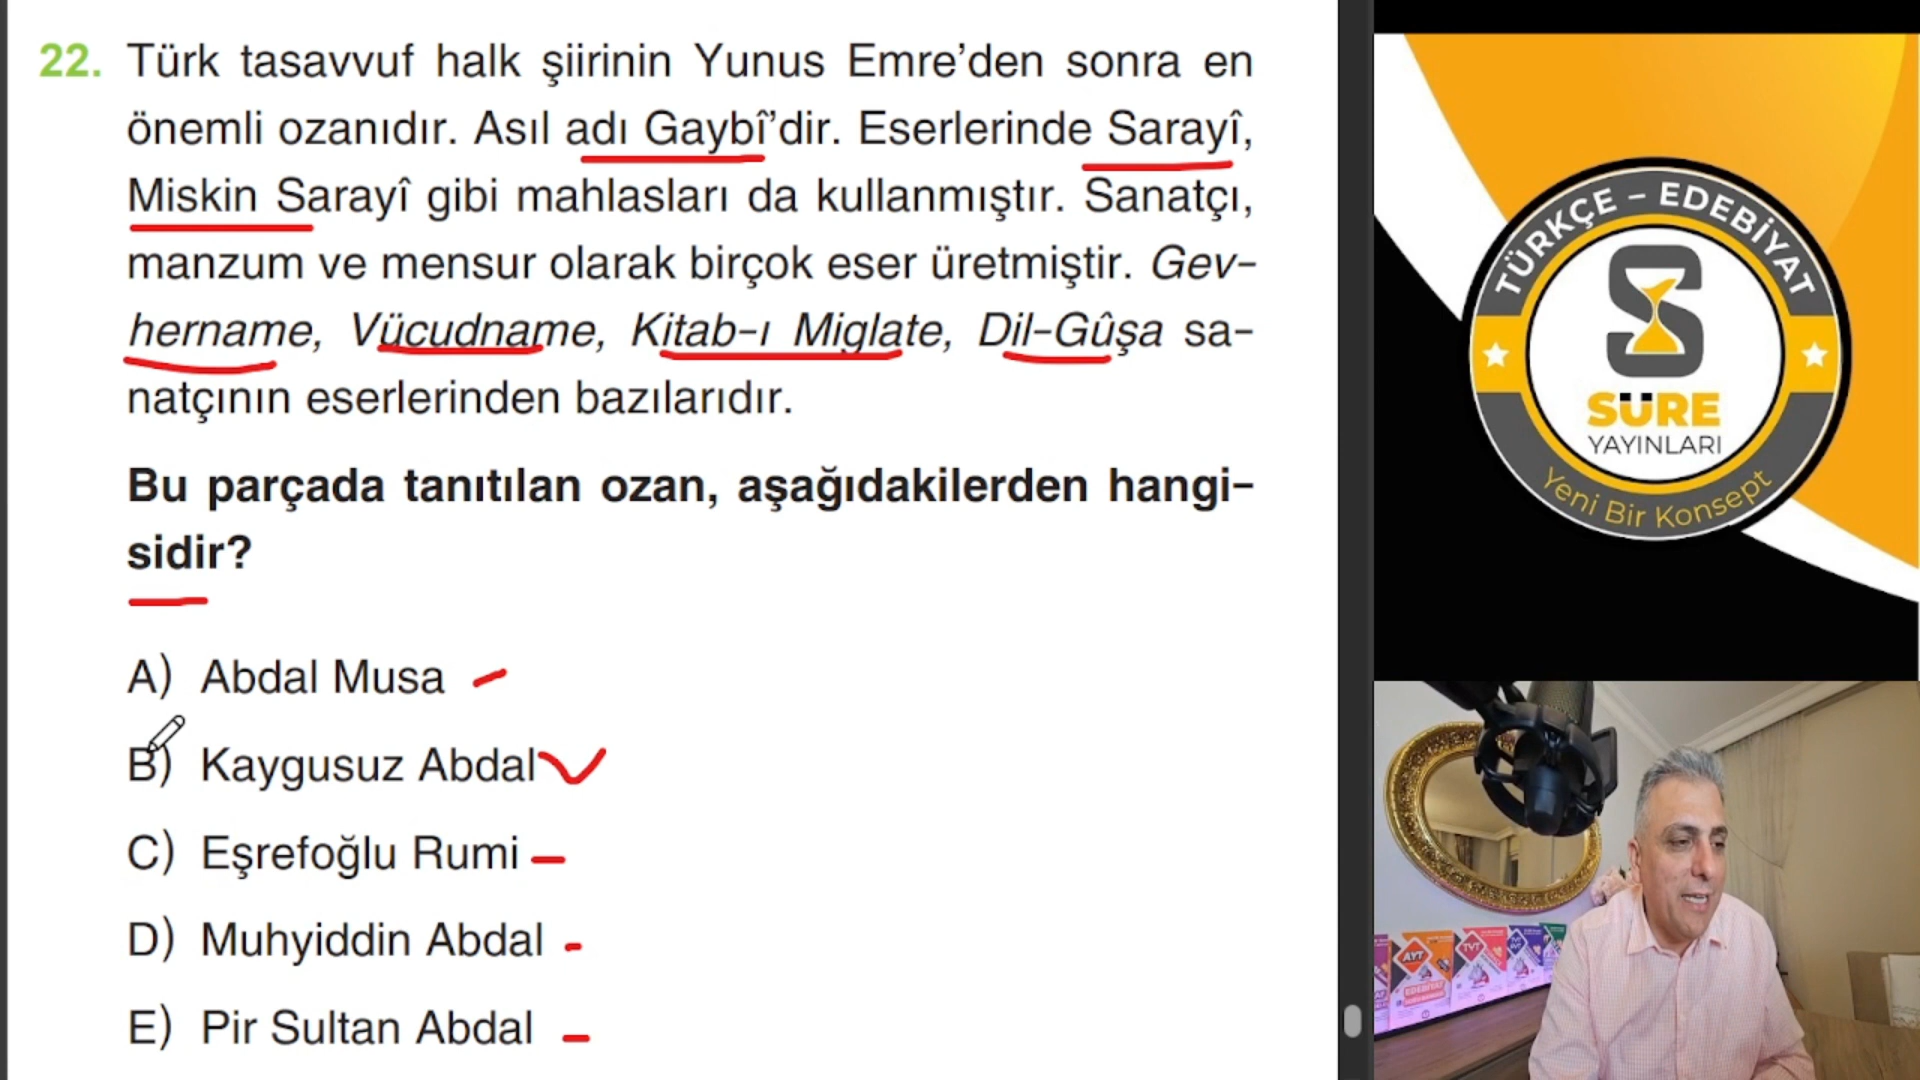 22. Türk tasavvuf halk şiirinin Yunus Emre’den sonra en
önemli ozanıdır. Asıl adı Gaybî’dir. Eserlerinde Sarayî,
Miskin Sarayî gibi mahlasları da kullanmıştır. Sanatçı,
manzum ve mensur olarak birçok eser üretmiştir. Gev-
hername, Vücudname, Kitab-ı Miglate, Dil-Gûşa sa-
natçının eserlerinden bazılarıdır.
Bu parçada tanıtılan ozan, aşağıdakilerden hangi-
sidir?
A) Abdal Musa
B) Kaygusuz Abdal
C) Eşrefoğlu Rumi
D) Muhyiddin Abdal
E) Pir Sultan Abdal
TÜRKÇE – EDEBİYAT
SÜRE
YAYINLARI
Yeni Bir Konsept
AYT
TYT